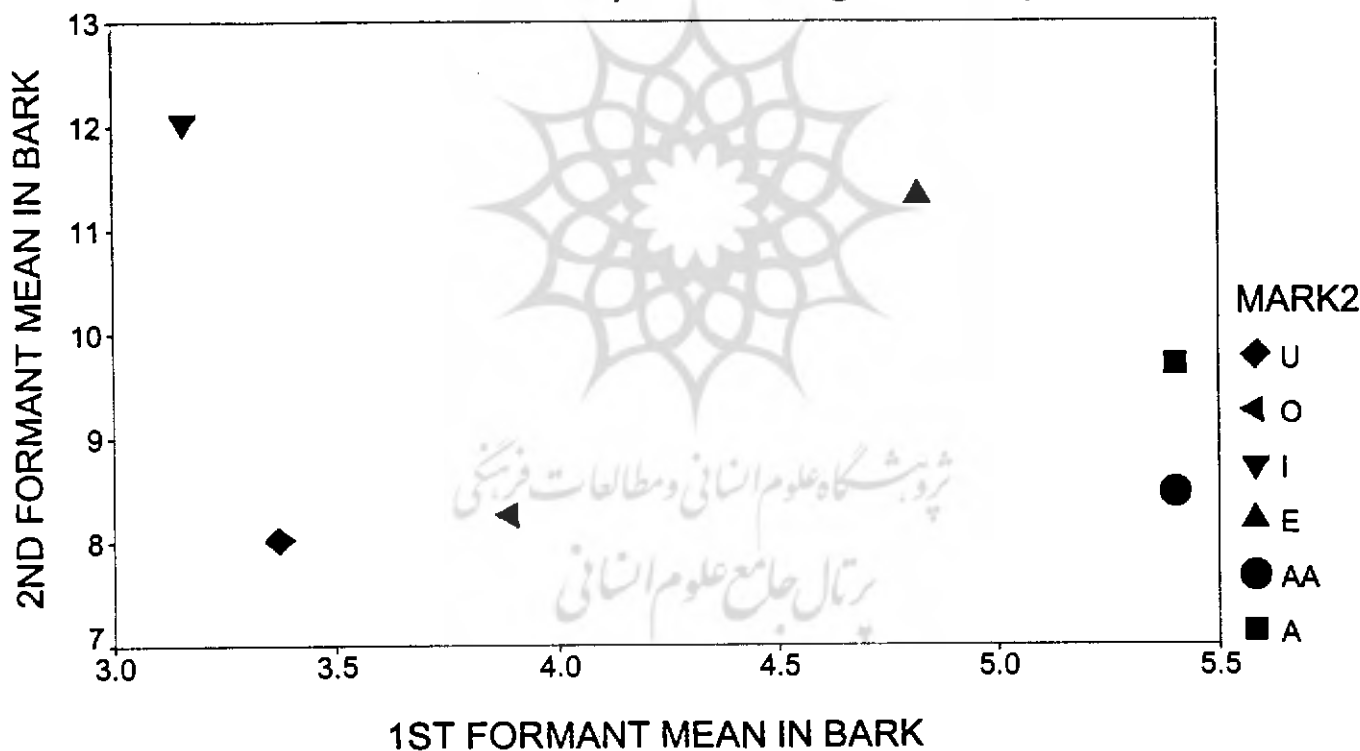 13
12
11
10
9
8
7
2ND FORMANT MEAN IN BARK
3.0 3.5 4.0 4.5 5.0 5.5
1ST FORMANT MEAN IN BARK
MARK2
U
O
I
E
AA
A
پژوهشگاه علوم انسانی و مطالعات فرهنگی
پرتال جامع علوم انسانی